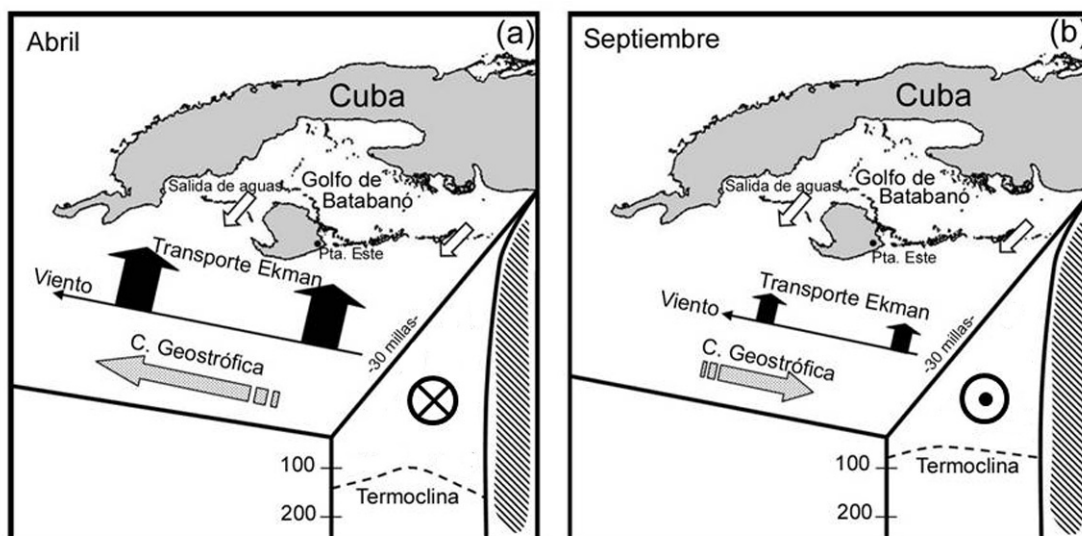 Abril
(a)
Cuba
Salida de aguas
Golfo de
Batabanó
Pta. Este
Transporte Ekman
Viento
-30 millas-
C. Geostrófica
100
Termoclina
200
Septiembre
(b)
Cuba
Salida de aguas
Golfo de
Batabanó
Pta. Este
Transporte Ekman
Viento
-30 millas-
C. Geostrófica
100
Termoclina
200